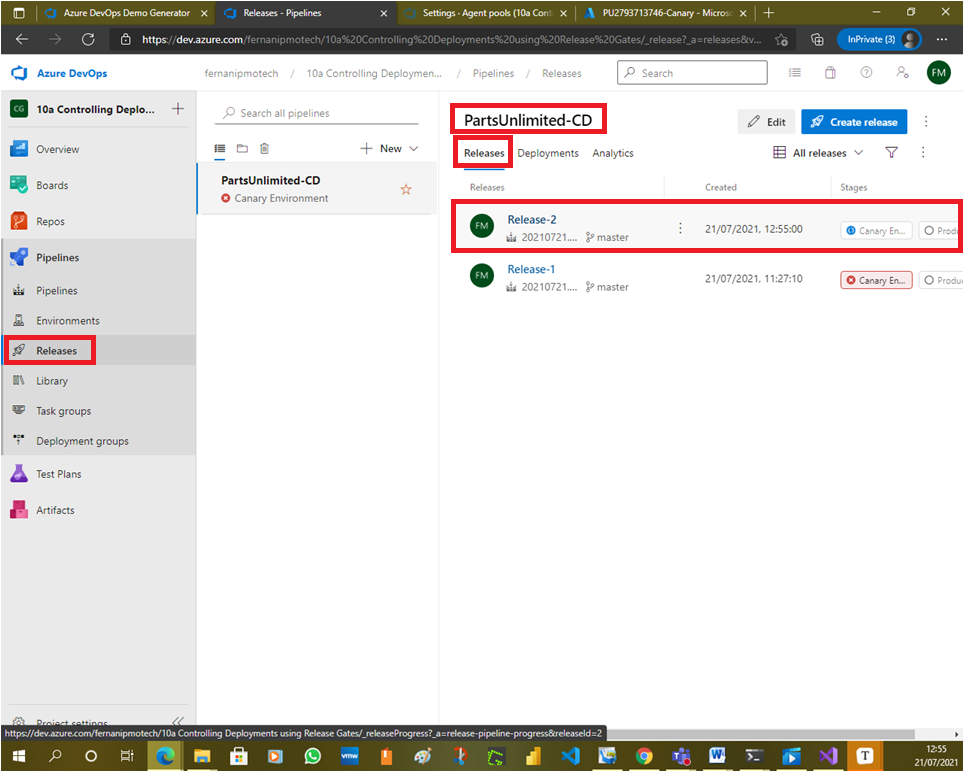 Azure DevOps Demo Generator
Releases - Pipelines
Settings · Agent pools (10a Cont
PU2793713746-Canary - Micros
https://dev.azure.com/fernanipmotech/10a%20Controlling%20Deployments%20using%20Release%20Gates/_release?_a=releases&v...
InPrivate (3)
Azure DevOps
fernanipmotech / 10a Controlling Deploymen... / Pipelines / Releases
Search
FM
CG
10a Controlling Deplo...
Overview
Boards
Repos
Pipelines
Pipelines
Environments
Releases
Library
Task groups
Deployment groups
Test Plans
Artifacts
Project settings
Search all pipelines
New
PartsUnlimited-CD
Canary Environment
PartsUnlimited-CD
Edit
Create release
Releases
Deployments
Analytics
All releases
Releases
Created
Stages
FM
Release-2
20210721....
master
21/07/2021, 12:55:00
Canary En...
Produ
FM
Release-1
20210721....
master
21/07/2021, 11:27:10
Canary En...
Produ
https://dev.azure.com/fernanipmotech/10a Controlling Deployments using Release Gates/_releaseProgress?_a=release-pipeline-progress&releaseId=2
vmw
T
12:55
21/07/2021